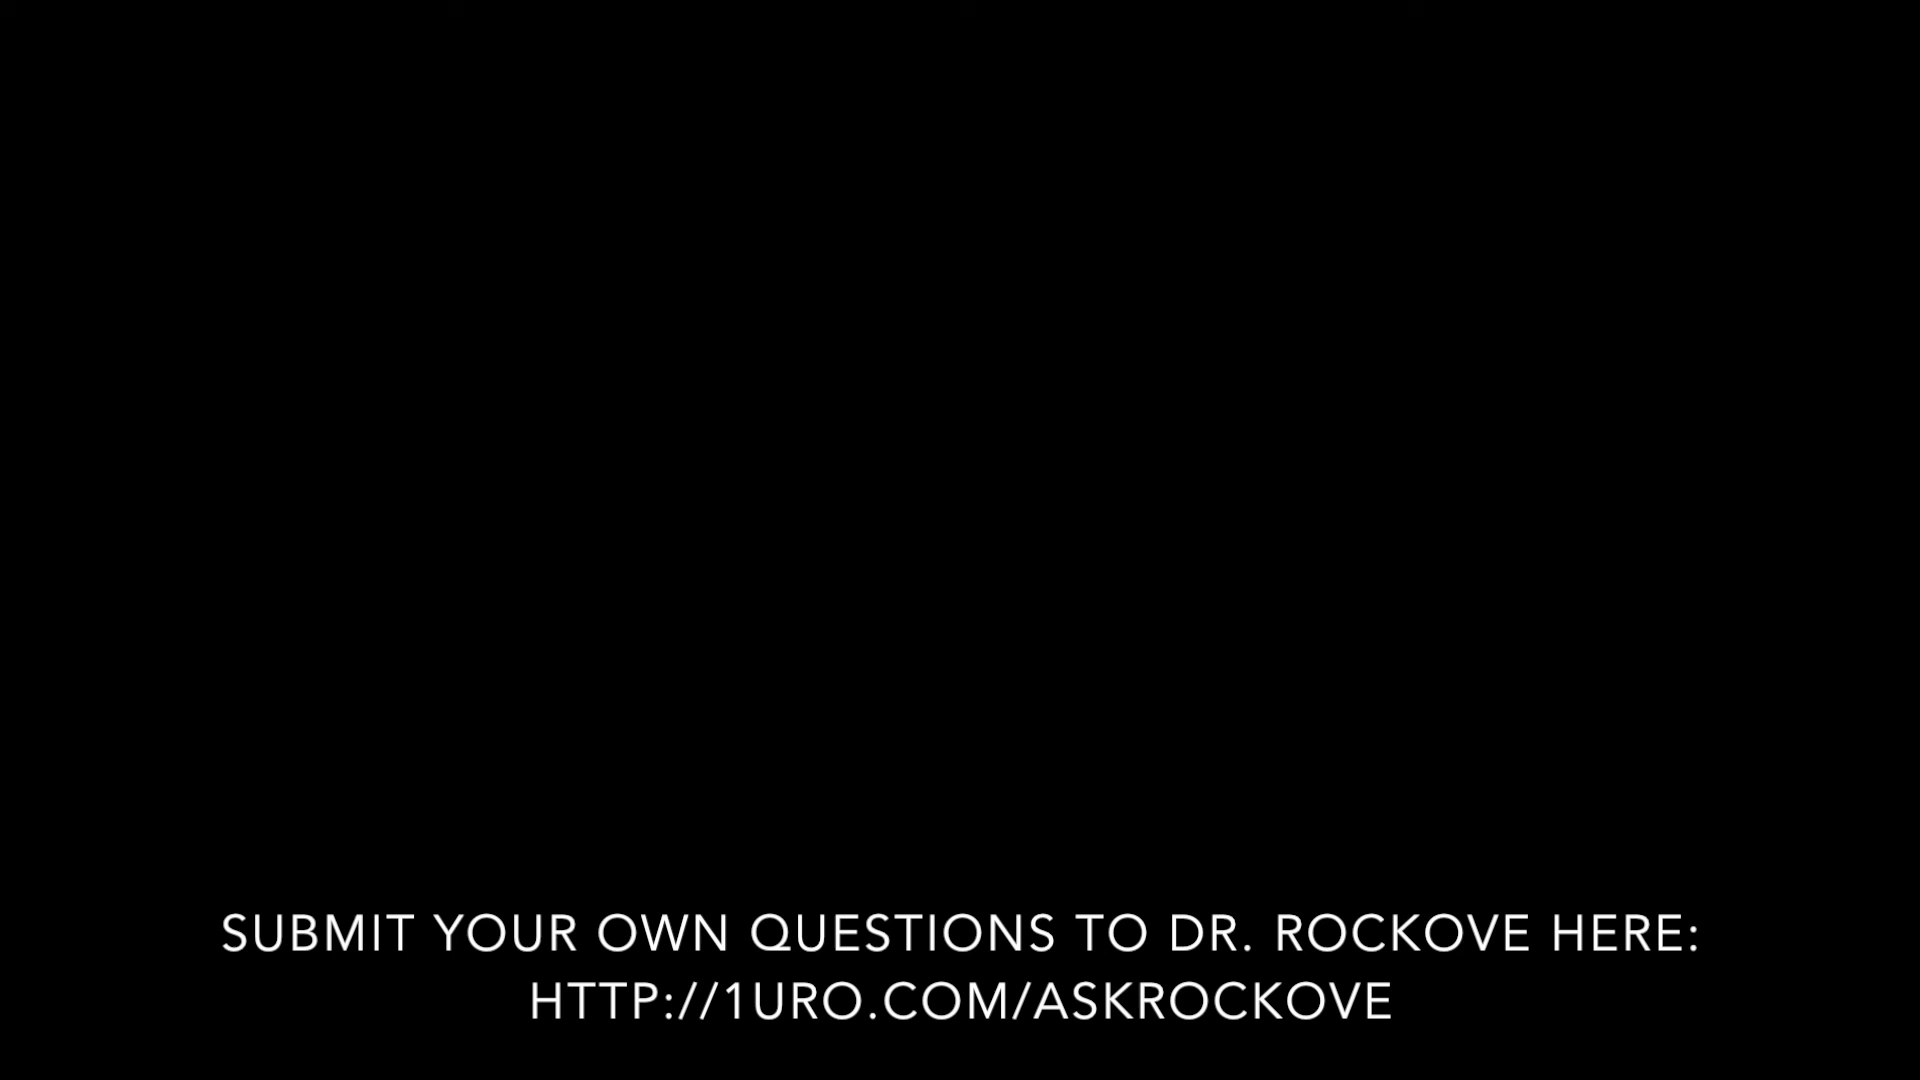 SUBMIT YOUR OWN QUESTIONS TO DR. ROCKOVE HERE:
HTTP://1URO.COM/ASKROCKOVE